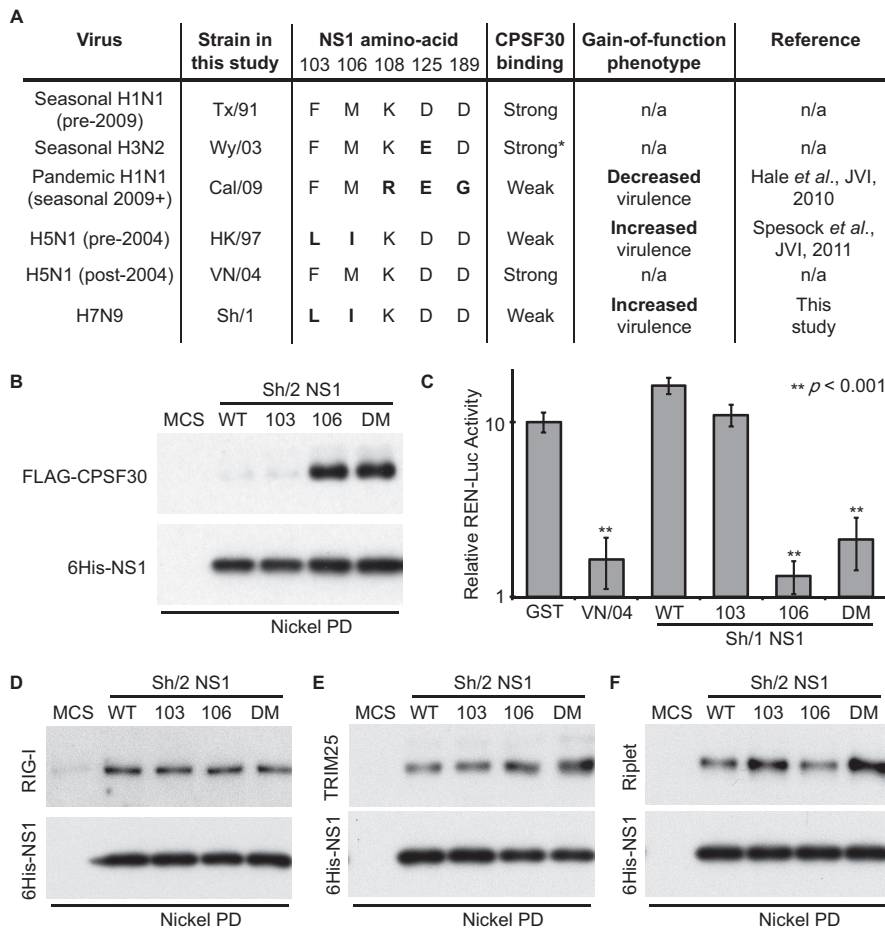 A
Virus Strain in this study NS1 amino-acid CPSF30 binding Gain-of-function phenotype Reference
103 106 108 125 189
Seasonal H1N1 (pre-2009) Tx/91 F M K D D Strong n/a n/a
Seasonal H3N2 Wy/03 F M K E D Strong* n/a n/a
Pandemic H1N1 (seasonal 2009+) Cal/09 F M R E G Weak Decreased virulence Hale et al., JVI, 2010
H5N1 (pre-2004) HK/97 L I K D D Weak Increased virulence Spesock et al., JVI, 2011
H5N1 (post-2004) VN/04 F M K D D Strong n/a n/a
H7N9 Sh/1 L I K D D Weak Increased virulence This study
B
Sh/2 NS1
MCS WT 103 106 DM
FLAG-CPSF30
6His-NS1
Nickel PD
C
Relative REN-Luc Activity
** p < 0.001
10
1
** ** **
GST VN/04 WT 103 106 DM
Sh/1 NS1
D
Sh/2 NS1
MCS WT 103 106 DM
RIG-I
6His-NS1
Nickel PD
E
Sh/2 NS1
MCS WT 103 106 DM
TRIM25
6His-NS1
Nickel PD
F
Sh/2 NS1
MCS WT 103 106 DM
Riplet
6His-NS1
Nickel PD